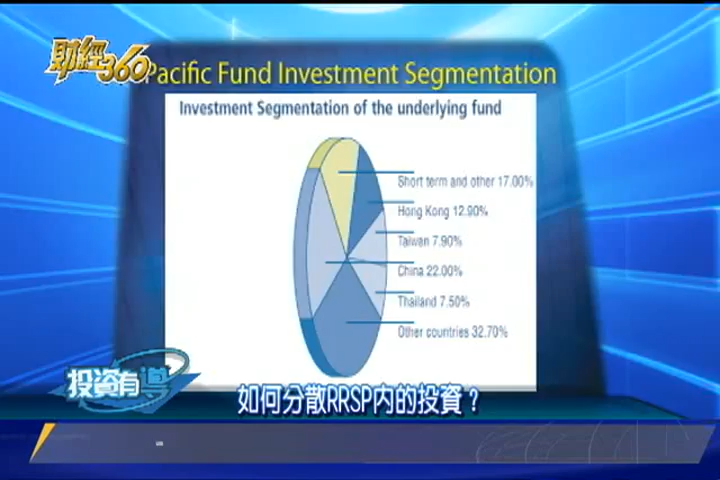 財經360
Pacific Fund Investment Segmentation
Investment Segmentation of the underlying fund
Short term and other 17.00%
Hong Kong 12.90%
Taiwan 7.90%
China 22.00%
Thailand 7.50%
Other countries 32.70%
投資有導
如何分散RRSP內的投資？